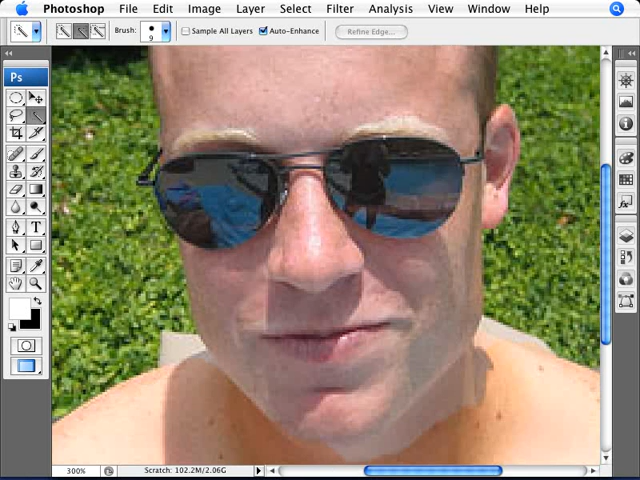 Photoshop File Edit Image Layer Select Filter Analysis View Window Help
Brush: 9 Sample All Layers Auto-Enhance Refine Edge...
Ps
T
300% Scratch: 102.2M/2.06G